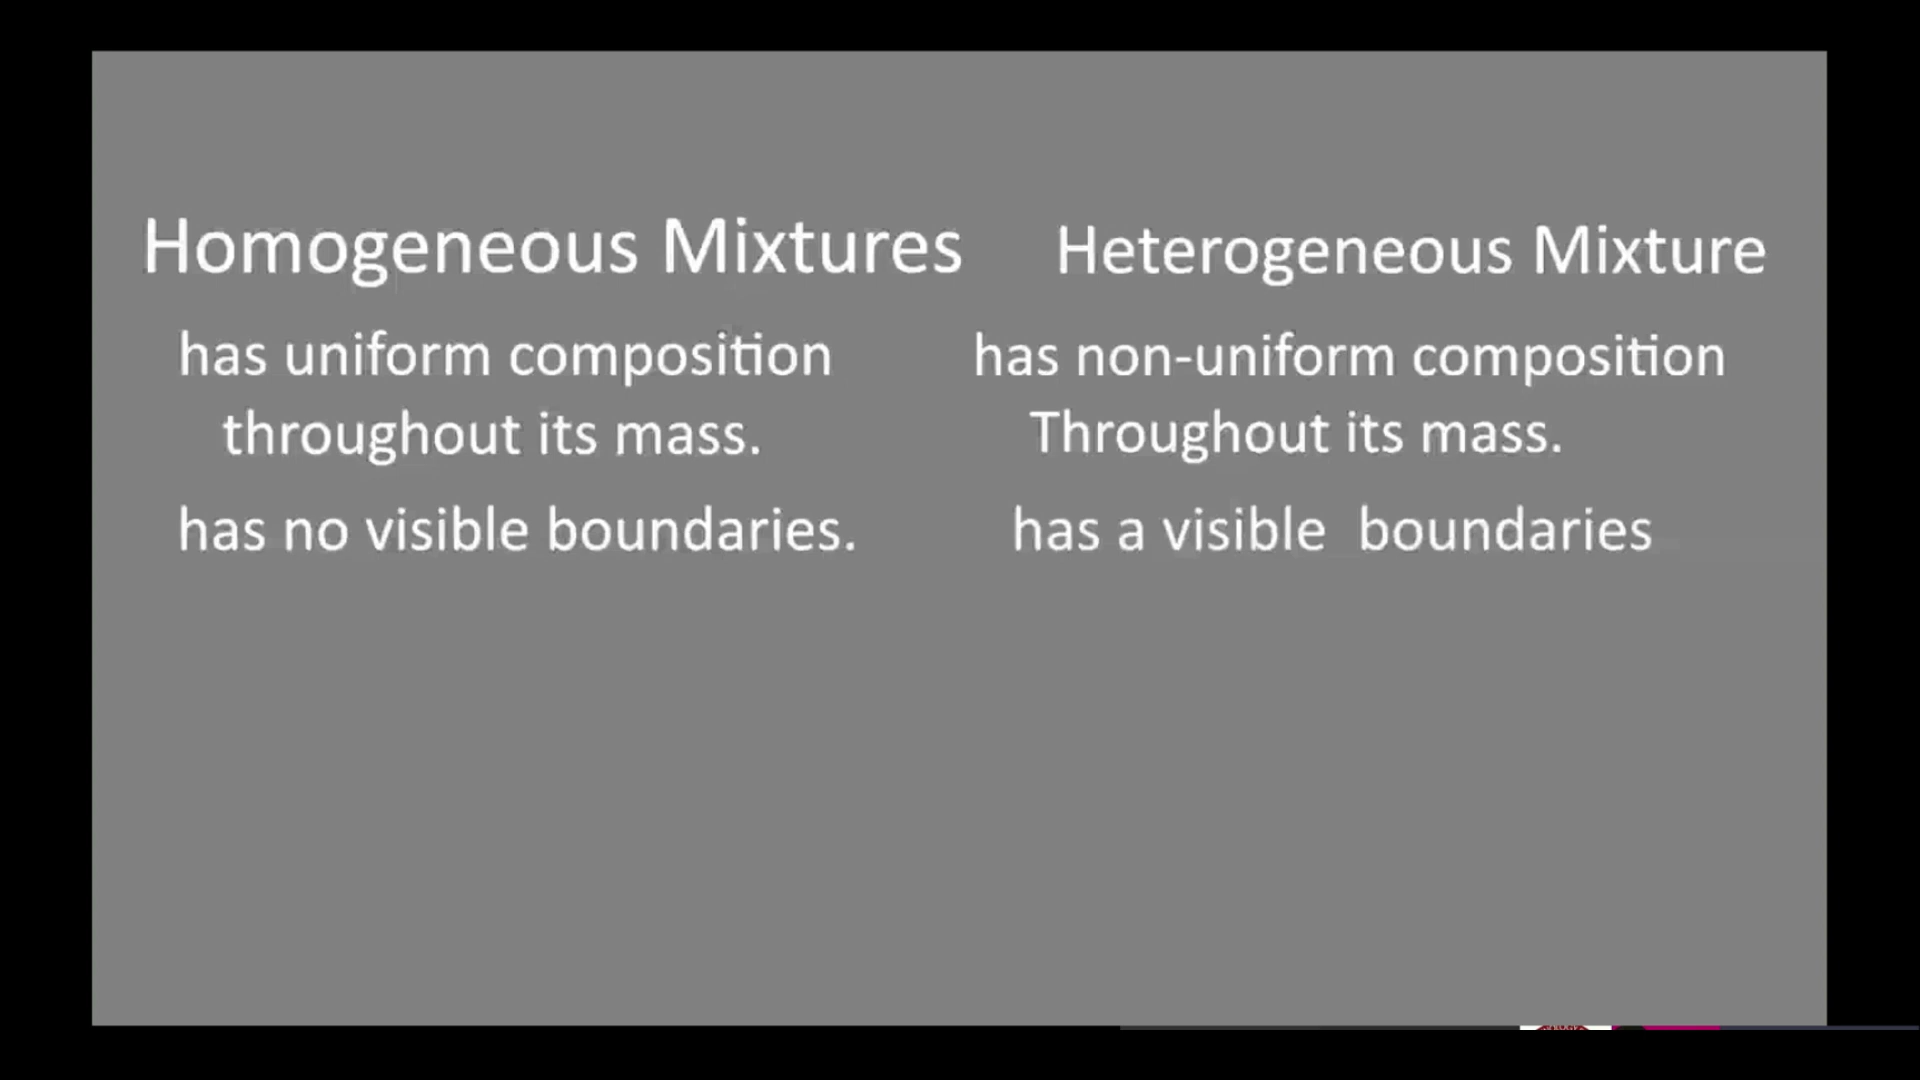 Homogeneous Mixtures
has uniform composition
throughout its mass.
has no visible boundaries.
Heterogeneous Mixture
has non-uniform composition
Throughout its mass.
has a visible boundaries